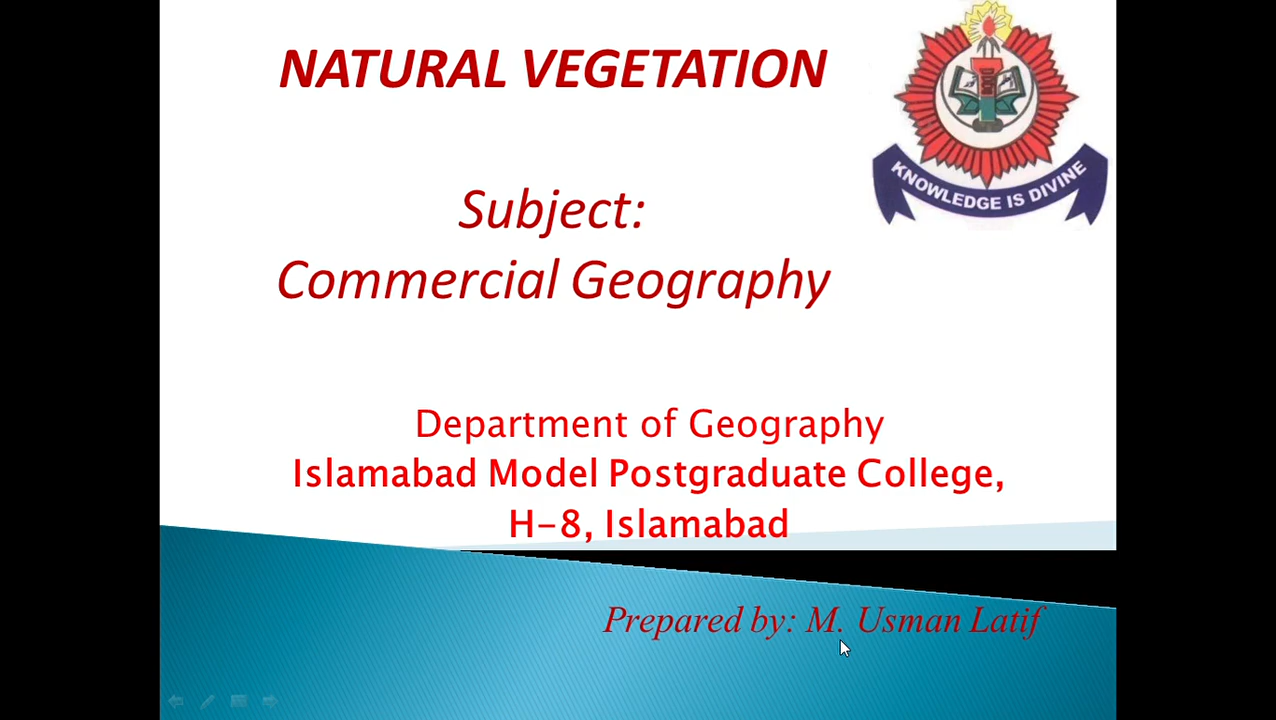 NATURAL VEGETATION
KNOWLEDGE IS DIVINE
Subject:
Commercial Geography
Department of Geography
Islamabad Model Postgraduate College,
H-8, Islamabad
Prepared by: M. Usman Latif